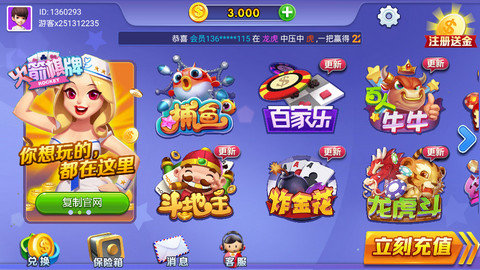 ID: 1360293
游客x251312235
3.000
恭喜 会员136*****115 在 龙虎 中压中 虎,一把赢得 2
注册送金
火箭棋牌
ROCKEY
你想玩的,
都在这里
复制官网
捕鱼
更新
百家乐
更新
百人牛牛
更新
斗地主
更新
炸金花
更新
龙虎斗
兑换
保险箱
消息
客服
立刻充值